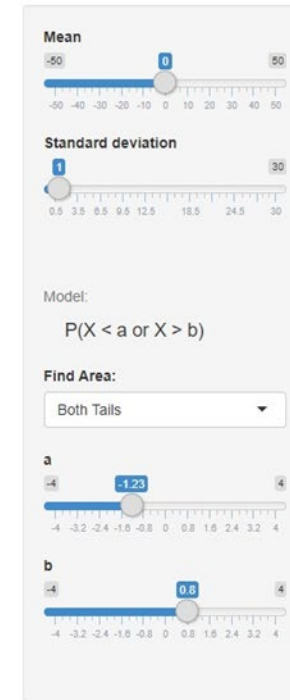 Mean
-50 0 50
-50 -40 -30 -20 -10 0 10 20 30 40 50
Standard deviation
1 30
0.5 3.5 6.5 9.5 12.5 18.5 24.5 30
Model:
P(X < a or X > b)
Find Area:
Both Tails
a
-4 -1.23 4
-4 -3.2 -2.4 -1.6 -0.8 0 0.8 1.6 2.4 3.2 4
b
-4 0.8 4
-4 -3.2 -2.4 -1.6 -0.8 0 0.8 1.6 2.4 3.2 4